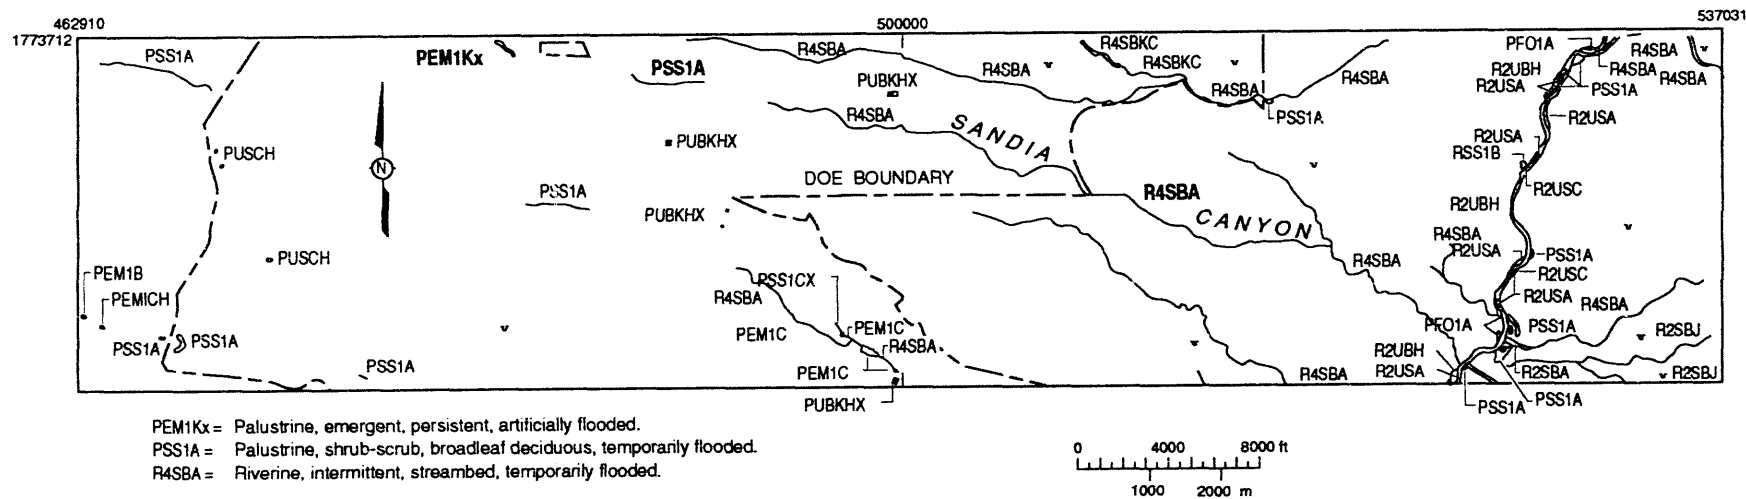 462910
500000
537031
1773712
PSS1A
PEM1Kx
PSS1A
R4SBA
R4SBKC
R4SBKC
PFO1A
R4SBA
R4SBA
R2UBH
R4SBA
R4SBA
R4SBA
R4SBA
R2USA
PSS1A
PUBKHX
R4SBA
SANDIA
PSS1A
R2USA
PUSCH
N
PUBKHX
R2USA
RSS1B
DOE BOUNDARY
PSS1A
R4SBA
R2USC
PUBKHX
CANYON
R2UBH
R4SBA
R2USA
PSS1A
PUSCH
R4SBA
R2USC
PEM1B
PSS1CX
PEMICH
R4SBA
R2USA
R4SBA
PSS1A
PSS1A
PEM1C
PEM1C
R4SBA
PFO1A
PSS1A
R2SBJ
R2UBH
PSS1A
PEM1C
R4SBA
R2USA
R2SBA
R2SBJ
PUBKHX
PSS1A
PSS1A
PEM1Kx = Palustrine, emergent, persistent, artificially flooded.
PSS1A = Palustrine, shrub-scrub, broadleaf deciduous, temporarily flooded.
R4SBA = Riverine, intermittent, streambed, temporarily flooded.
0 4000 8000 ft
1000 2000 m